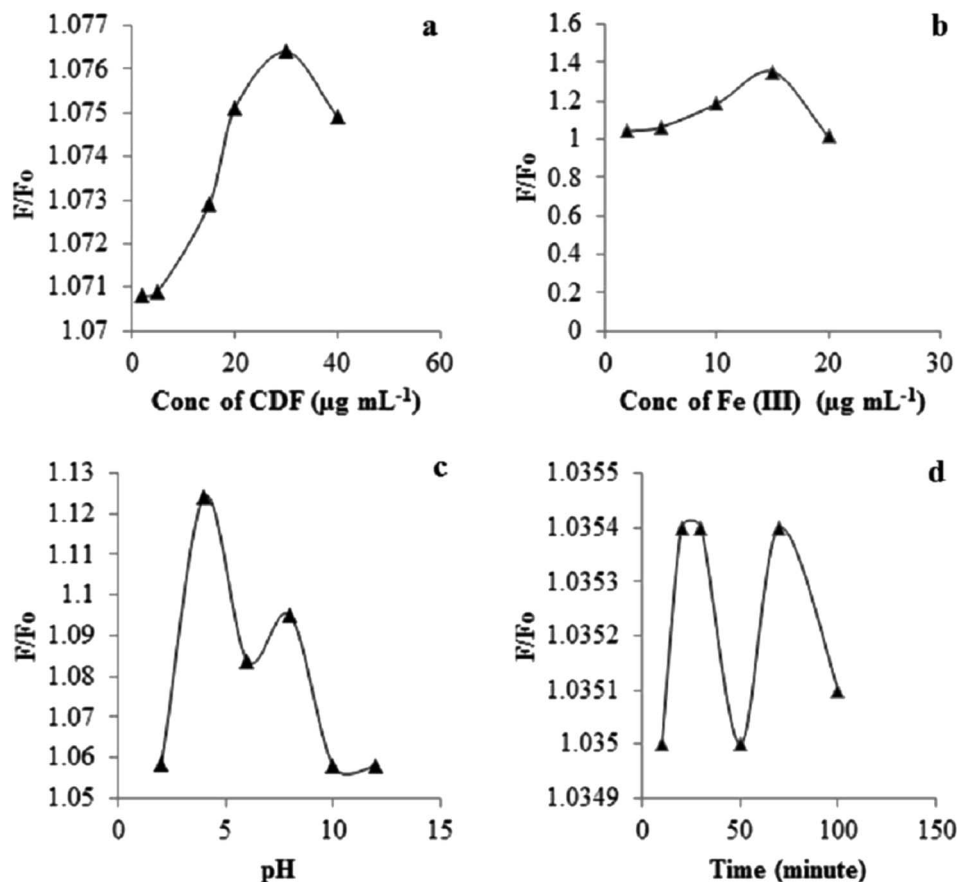 a
1.077
1.076
1.075
1.074
1.073
1.072
1.071
1.07
F/Fo
0 20 40 60
Conc of CDF (µg mL⁻¹)
b
1.6
1.4
1.2
1
0.8
0.6
0.4
0.2
0
F/Fo
0 10 20 30
Conc of Fe (III) (µg mL⁻¹)
c
1.13
1.12
1.11
1.1
1.09
1.08
1.07
1.06
1.05
F/Fo
0 5 10 15
pH
d
1.0355
1.0354
1.0353
1.0352
1.0351
1.035
1.0349
F/Fo
0 50 100 150
Time (minute)